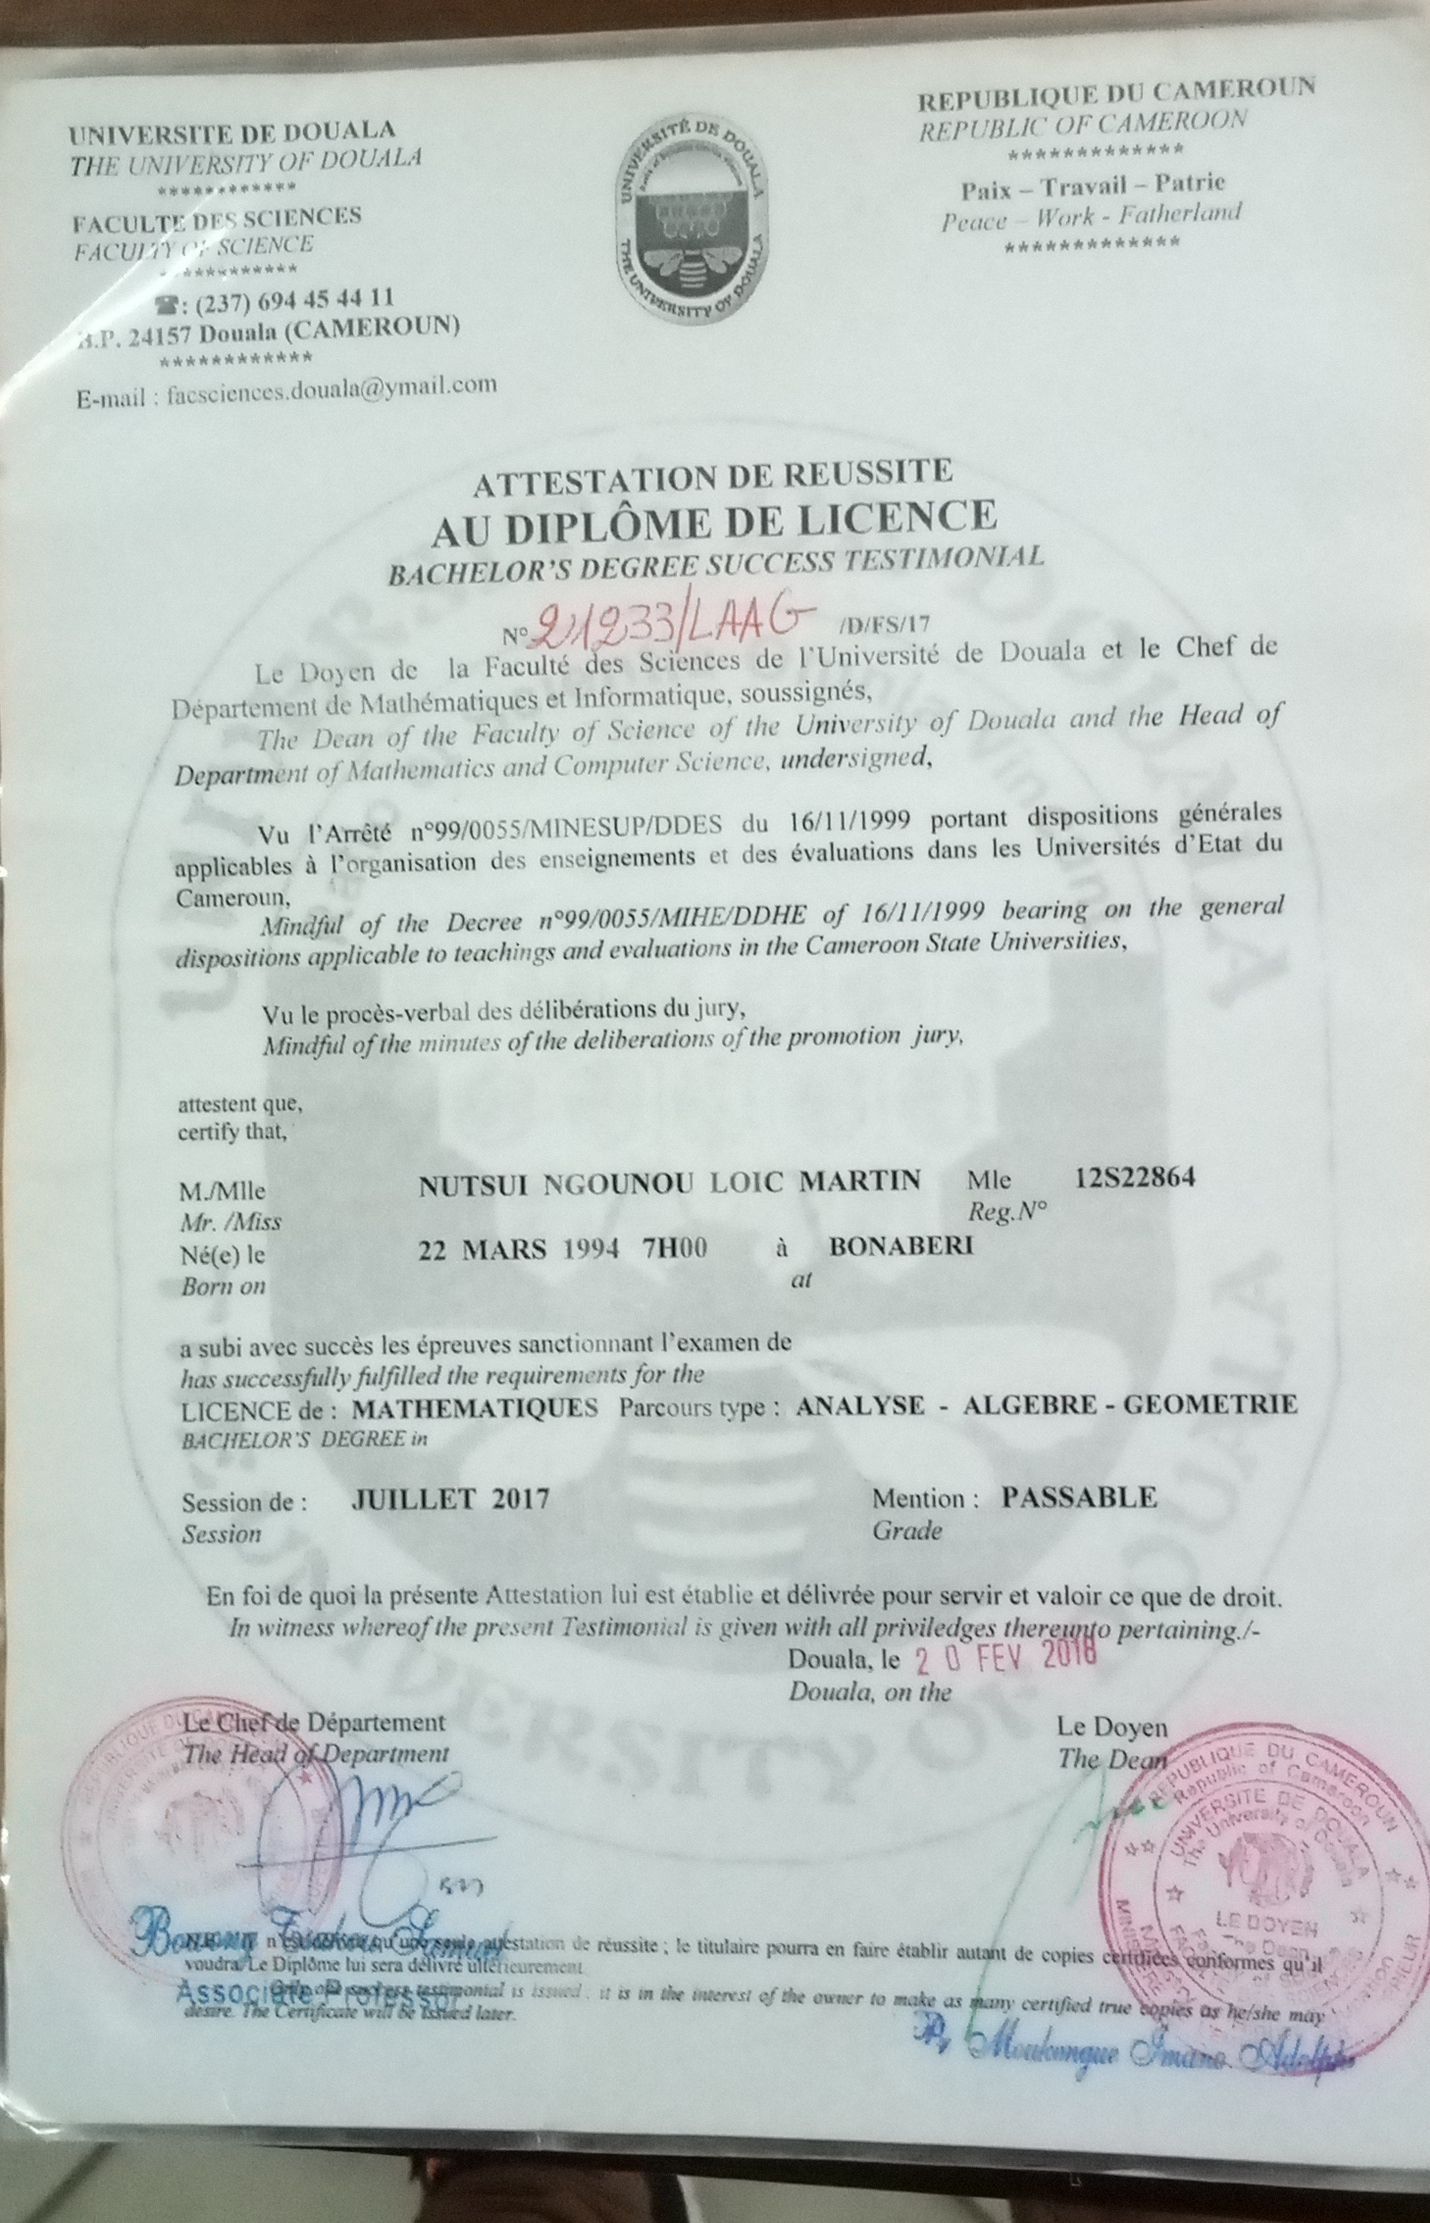 UNIVERSITE DE DOUALA
THE UNIVERSITY OF DOUALA
************
FACULTE DES SCIENCES
FACULTY OF SCIENCE
************
☎: (237) 694 45 44 11
B.P. 24157 Douala (CAMEROUN)
************
E-mail : facsciences.douala@ymail.com
UNIVERSITÉ DE DOUALA
THE UNIVERSITY OF DOUALA
REPUBLIQUE DU CAMEROUN
REPUBLIC OF CAMEROON
*************
Paix – Travail – Patrie
Peace – Work - Fatherland
*************
ATTESTATION DE REUSSITE
AU DIPLÔME DE LICENCE
BACHELOR'S DEGREE SUCCESS TESTIMONIAL
N° 21233/LAAG /D/FS/17
Le Doyen de la Faculté des Sciences de l'Université de Douala et le Chef de
Département de Mathématiques et Informatique, soussignés,
The Dean of the Faculty of Science of the University of Douala and the Head of
Department of Mathematics and Computer Science, undersigned,
Vu l'Arrêté n°99/0055/MINESUP/DDES du 16/11/1999 portant dispositions générales
applicables à l'organisation des enseignements et des évaluations dans les Universités d'Etat du
Cameroun,
Mindful of the Decree n°99/0055/MIHE/DDHE of 16/11/1999 bearing on the general
dispositions applicable to teachings and evaluations in the Cameroon State Universities,
Vu le procès-verbal des délibérations du jury,
Mindful of the minutes of the deliberations of the promotion jury,
attestent que,
certify that,
M./Mlle NUTSUI NGOUNOU LOIC MARTIN Mle 12S22864
Mr. /Miss Reg.N°
Né(e) le 22 MARS 1994 7H00 à BONABERI
Born on at
a subi avec succès les épreuves sanctionnant l'examen de
has successfully fulfilled the requirements for the
LICENCE de : MATHEMATIQUES Parcours type : ANALYSE - ALGEBRE - GEOMETRIE
BACHELOR'S DEGREE in
Session de : JUILLET 2017 Mention : PASSABLE
Session Grade
En foi de quoi la présente Attestation lui est établie et délivrée pour servir et valoir ce que de droit.
In witness whereof the present Testimonial is given with all priviledges thereunto pertaining./-
Douala, le 20 FEV 2018
Douala, on the
Le Chef de Département Le Doyen
The Head of Department The Dean
REPUBLIQUE DU CAMEROUN
Republic of Cameroon
UNIVERSITE DE DOUALA
The University of Douala
LE DOYEN
The Dean
n'est délivré qu'une seule attestation de réussite ; le titulaire pourra en faire établir autant de copies certifiées conformes qu'il
voudra. Le Diplôme lui sera délivré ultérieurement
Associate Professor
Only one success testimonial is issued ; it is in the interest of the owner to make as many certified true copies as he/she may
desire. The Certificate will be issued later.
Pr Moukengue Imano Adolphe